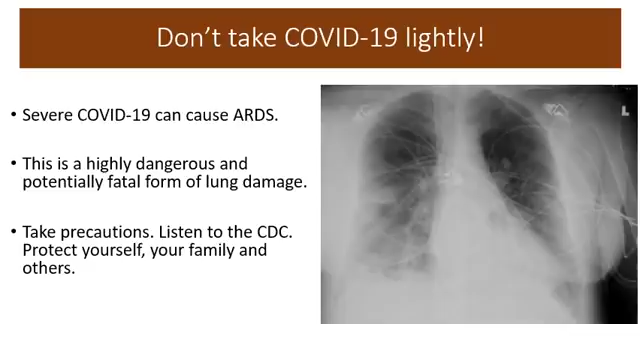 Don’t take COVID-19 lightly!
• Severe COVID-19 can cause ARDS.
• This is a highly dangerous and
potentially fatal form of lung damage.
• Take precautions. Listen to the CDC.
Protect yourself, your family and
others.
L